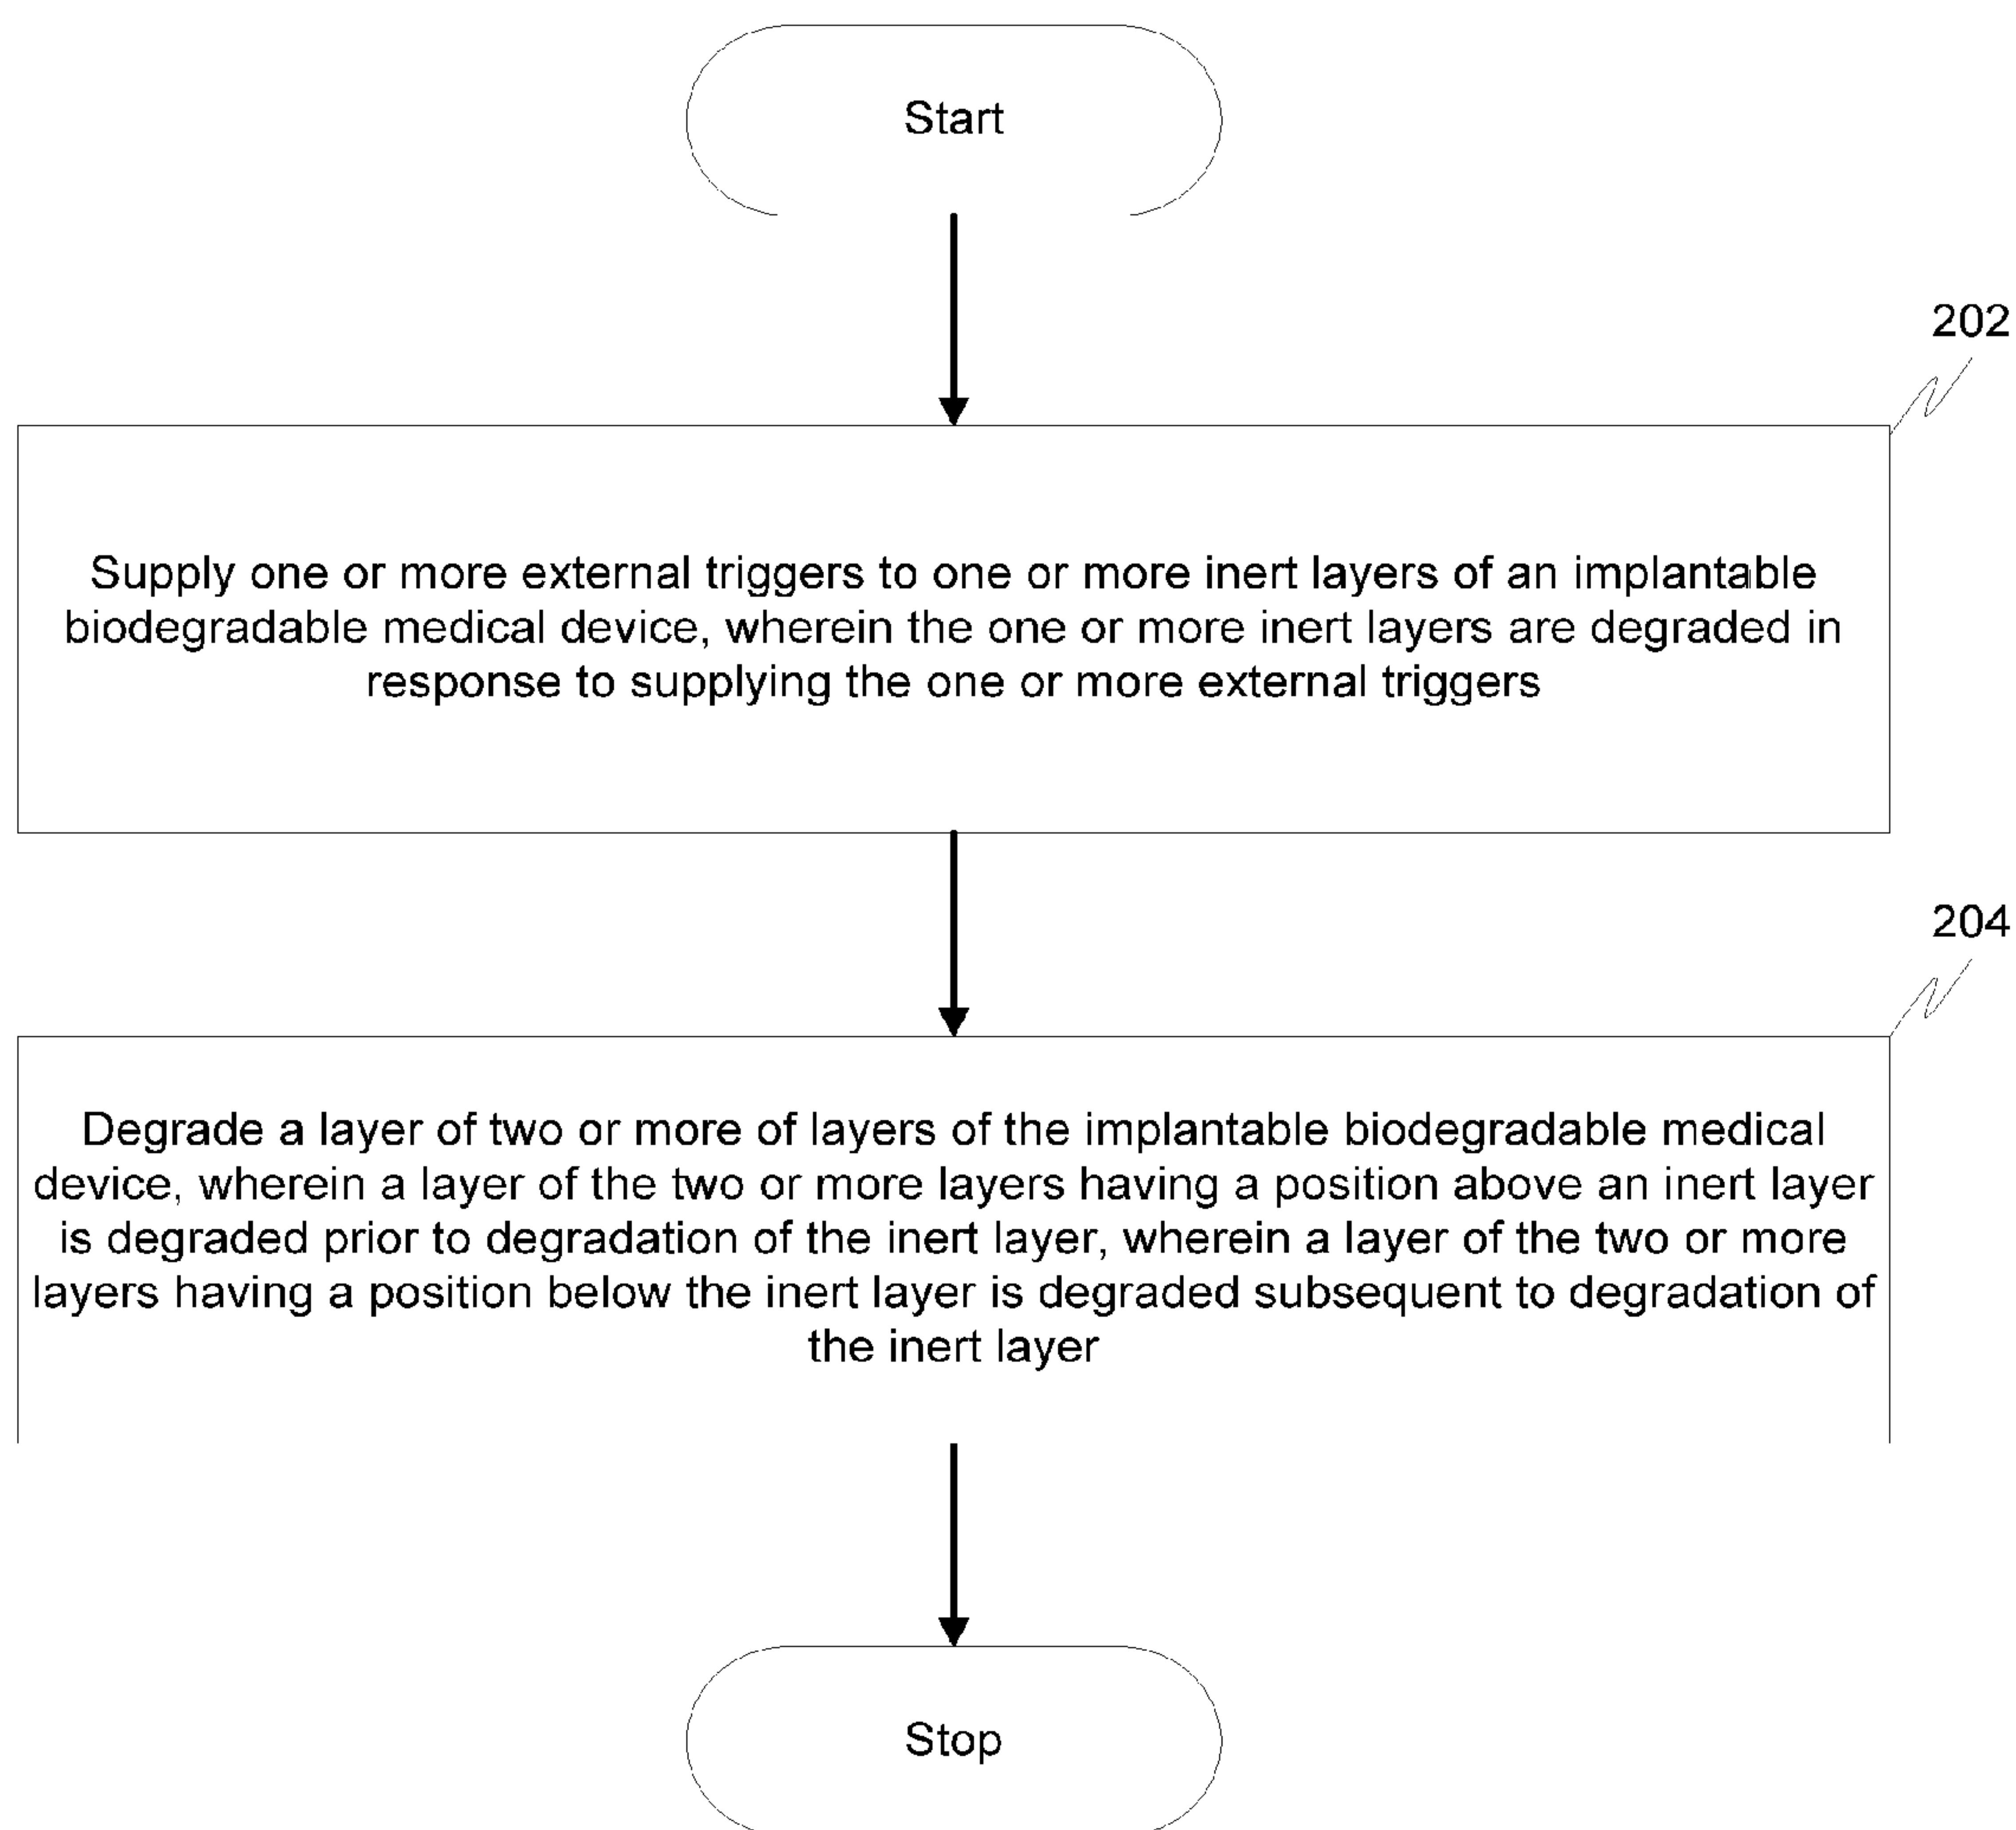 Start
202
Supply one or more external triggers to one or more inert layers of an implantable
biodegradable medical device, wherein the one or more inert layers are degraded in
response to supplying the one or more external triggers
204
Degrade a layer of two or more of layers of the implantable biodegradable medical
device, wherein a layer of the two or more layers having a position above an inert layer
is degraded prior to degradation of the inert layer, wherein a layer of the two or more
layers having a position below the inert layer is degraded subsequent to degradation of
the inert layer
Stop